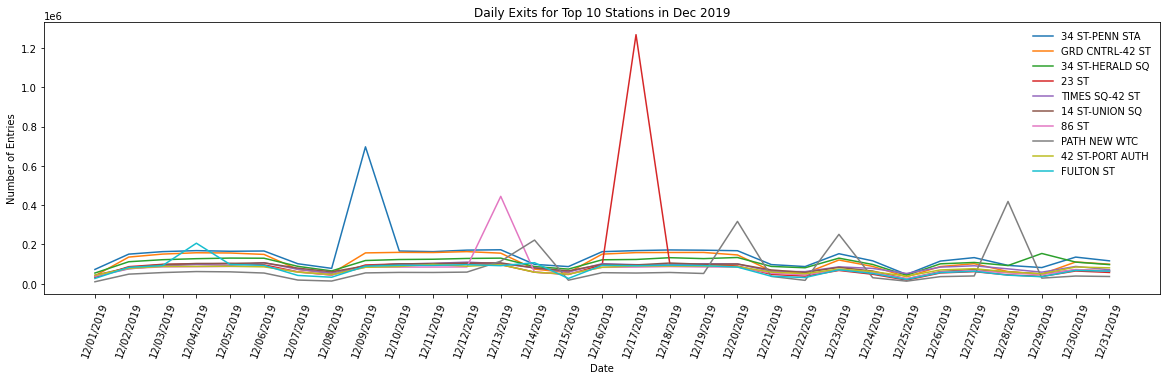 Daily Exits for Top 10 Stations in Dec 2019
1e6
34 ST-PENN STA
GRD CNTRL-42 ST
34 ST-HERALD SQ
23 ST
TIMES SQ-42 ST
14 ST-UNION SQ
86 ST
PATH NEW WTC
42 ST-PORT AUTH
FULTON ST
Number of Entries
1.2
1.0
0.8
0.6
0.4
0.2
0.0
12/01/2019
12/02/2019
12/03/2019
12/04/2019
12/05/2019
12/06/2019
12/07/2019
12/08/2019
12/09/2019
12/10/2019
12/11/2019
12/12/2019
12/13/2019
12/14/2019
12/15/2019
12/16/2019
12/17/2019
12/18/2019
12/19/2019
12/20/2019
12/21/2019
12/22/2019
12/23/2019
12/24/2019
12/25/2019
12/26/2019
12/27/2019
12/28/2019
12/29/2019
12/30/2019
12/31/2019
Date